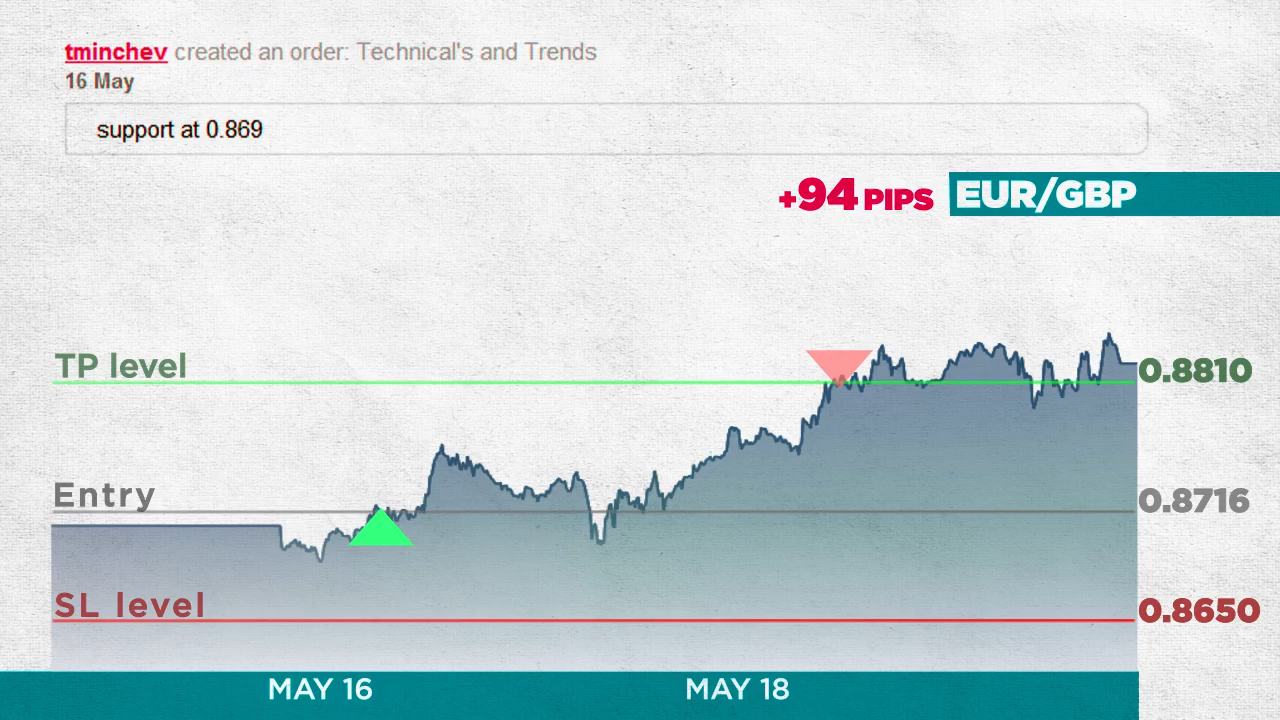 tminchev created an order: Technical's and Trends
16 May
support at 0.869
+94 PIPS EUR/GBP
TP level
0.8810
Entry
0.8716
SL level
0.8650
MAY 16 MAY 18